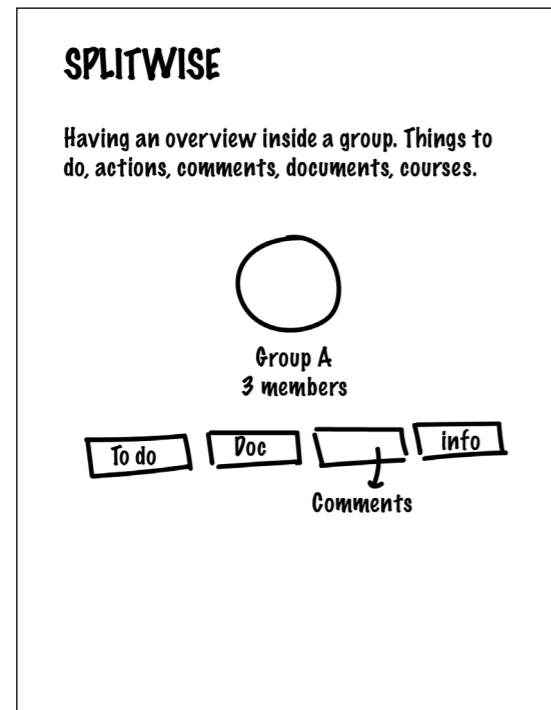 SPLITWISE
Having an overview inside a group. Things to
do, actions, comments, documents, courses.
Group A
3 members
To do
Doc
info
Comments